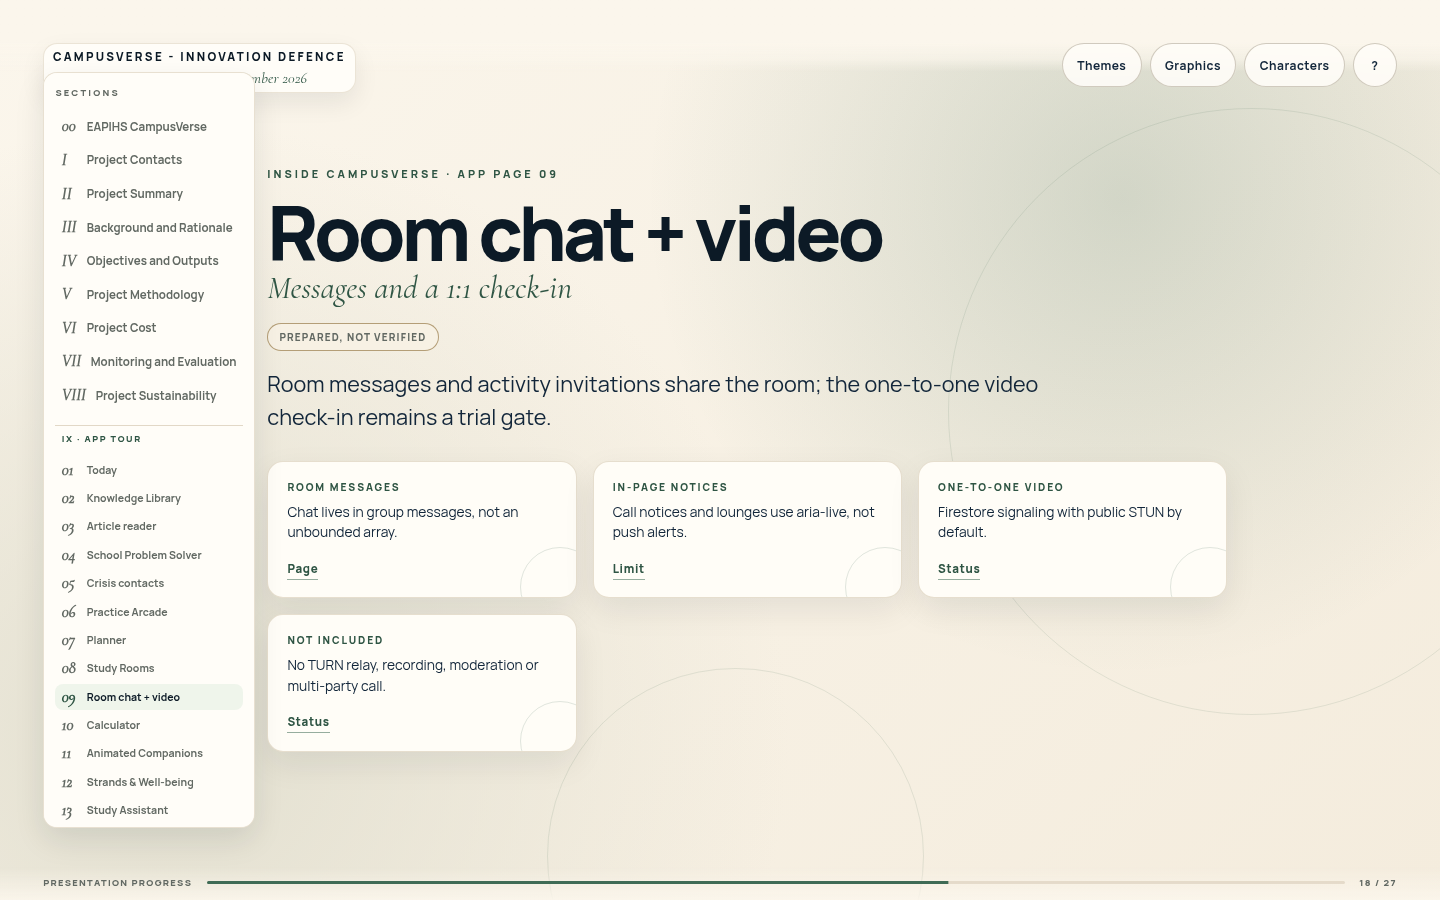 CAMPUSVERSE - INNOVATION DEFENCE
2026
Themes
Graphics
Characters
?
SECTIONS
00 EAPIHS CampusVerse
I Project Contacts
II Project Summary
III Background and Rationale
IV Objectives and Outputs
V Project Methodology
VI Project Cost
VII Monitoring and Evaluation
VIII Project Sustainability
IX · APP TOUR
01 Today
02 Knowledge Library
03 Article reader
04 School Problem Solver
05 Crisis contacts
06 Practice Arcade
07 Planner
08 Study Rooms
09 Room chat + video
10 Calculator
11 Animated Companions
12 Strands & Well-being
13 Study Assistant
INSIDE CAMPUSVERSE · APP PAGE 09
Room chat + video
Messages and a 1:1 check-in
PREPARED, NOT VERIFIED
Room messages and activity invitations share the room; the one-to-one video
check-in remains a trial gate.
ROOM MESSAGES
Chat lives in group messages, not an
unbounded array.
Page
IN-PAGE NOTICES
Call notices and lounges use aria-live, not
push alerts.
Limit
ONE-TO-ONE VIDEO
Firestore signaling with public STUN by
default.
Status
NOT INCLUDED
No TURN relay, recording, moderation or
multi-party call.
Status
PRESENTATION PROGRESS
18 / 27